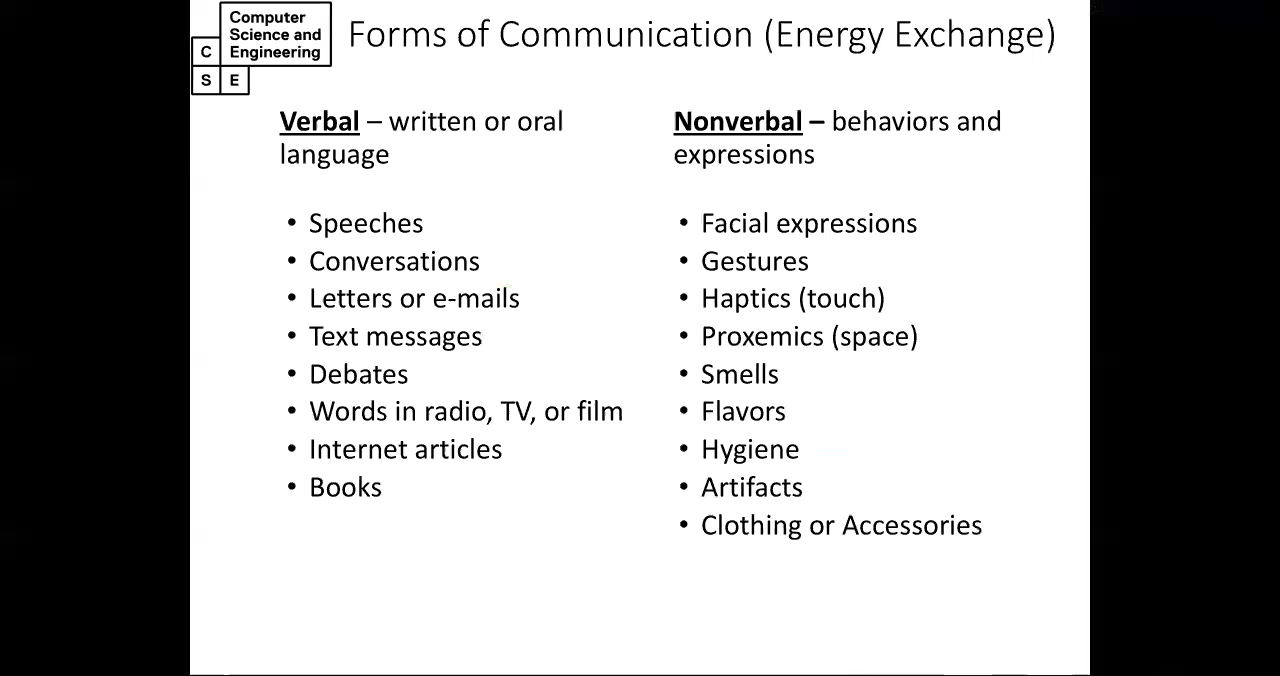 Computer
Science and
Engineering
C
S E
Forms of Communication (Energy Exchange)
Verbal – written or oral
language
• Speeches
• Conversations
• Letters or e-mails
• Text messages
• Debates
• Words in radio, TV, or film
• Internet articles
• Books
Nonverbal – behaviors and
expressions
• Facial expressions
• Gestures
• Haptics (touch)
• Proxemics (space)
• Smells
• Flavors
• Hygiene
• Artifacts
• Clothing or Accessories